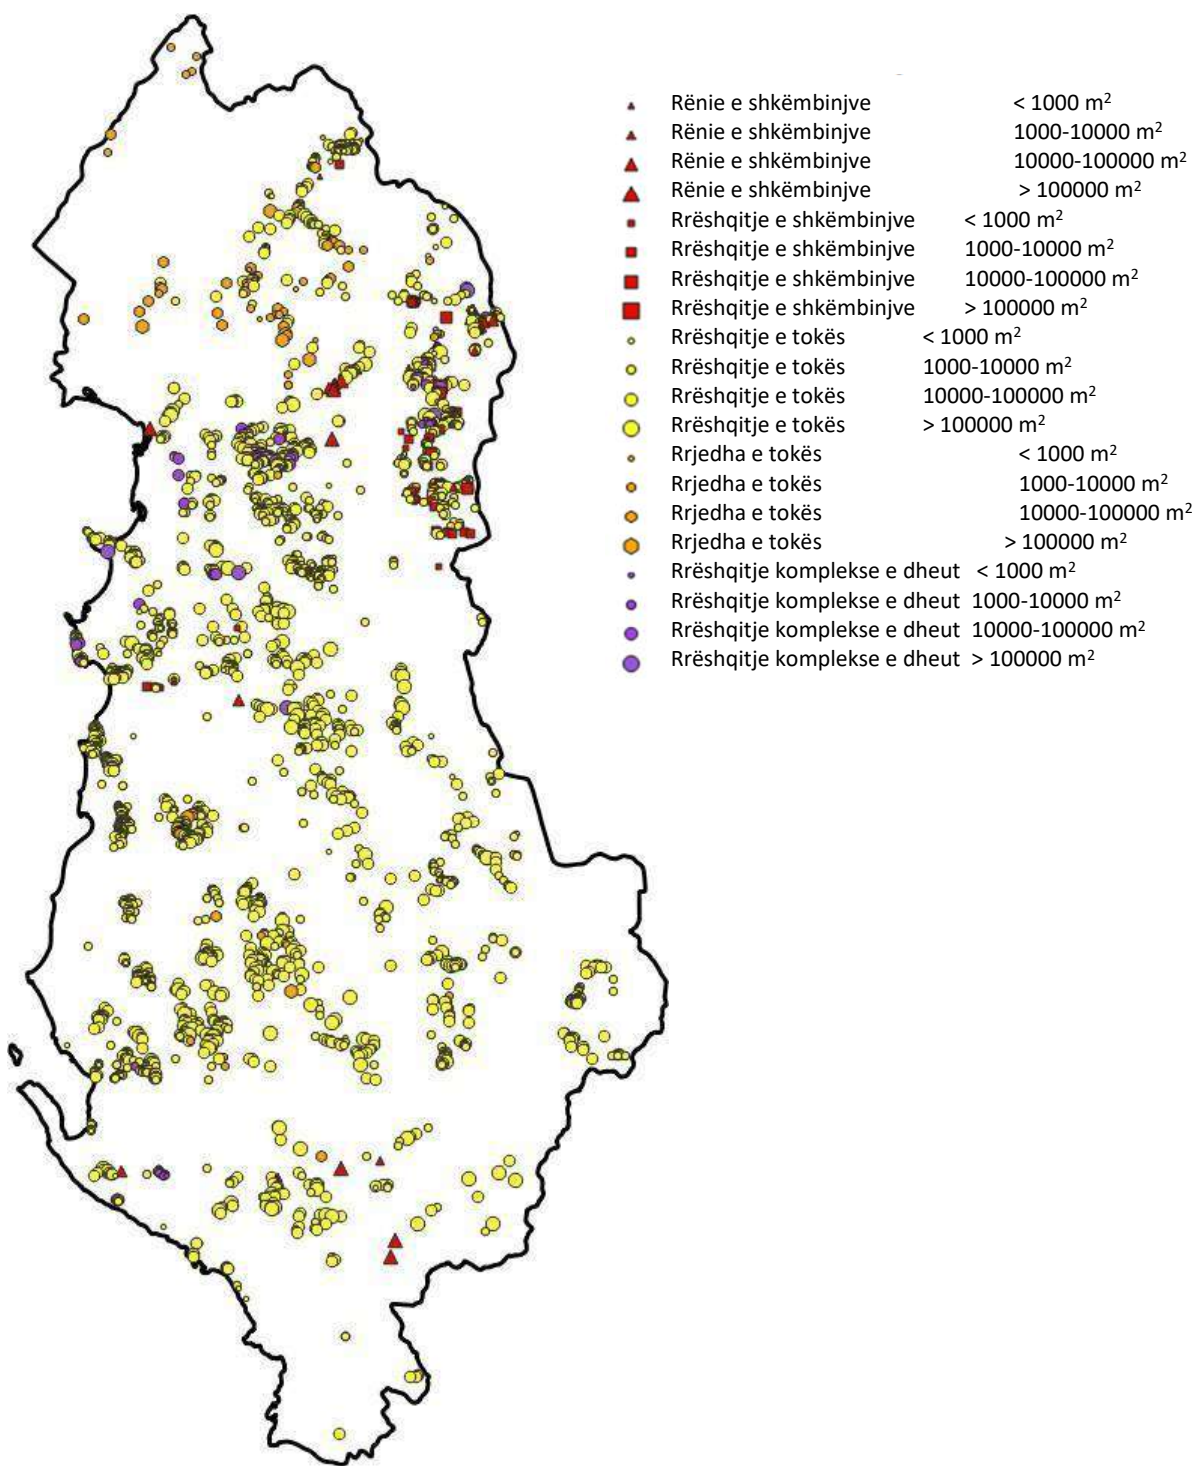 Rënie e shkëmbinjve < 1000 m²
Rënie e shkëmbinjve 1000-10000 m²
Rënie e shkëmbinjve 10000-100000 m²
Rënie e shkëmbinjve > 100000 m²
Rrëshqitje e shkëmbinjve < 1000 m²
Rrëshqitje e shkëmbinjve 1000-10000 m²
Rrëshqitje e shkëmbinjve 10000-100000 m²
Rrëshqitje e shkëmbinjve > 100000 m²
Rrëshqitje e tokës < 1000 m²
Rrëshqitje e tokës 1000-10000 m²
Rrëshqitje e tokës 10000-100000 m²
Rrëshqitje e tokës > 100000 m²
Rrjedha e tokës < 1000 m²
Rrjedha e tokës 1000-10000 m²
Rrjedha e tokës 10000-100000 m²
Rrjedha e tokës > 100000 m²
Rrëshqitje komplekse e dheut < 1000 m²
Rrëshqitje komplekse e dheut 1000-10000 m²
Rrëshqitje komplekse e dheut 10000-100000 m²
Rrëshqitje komplekse e dheut > 100000 m²